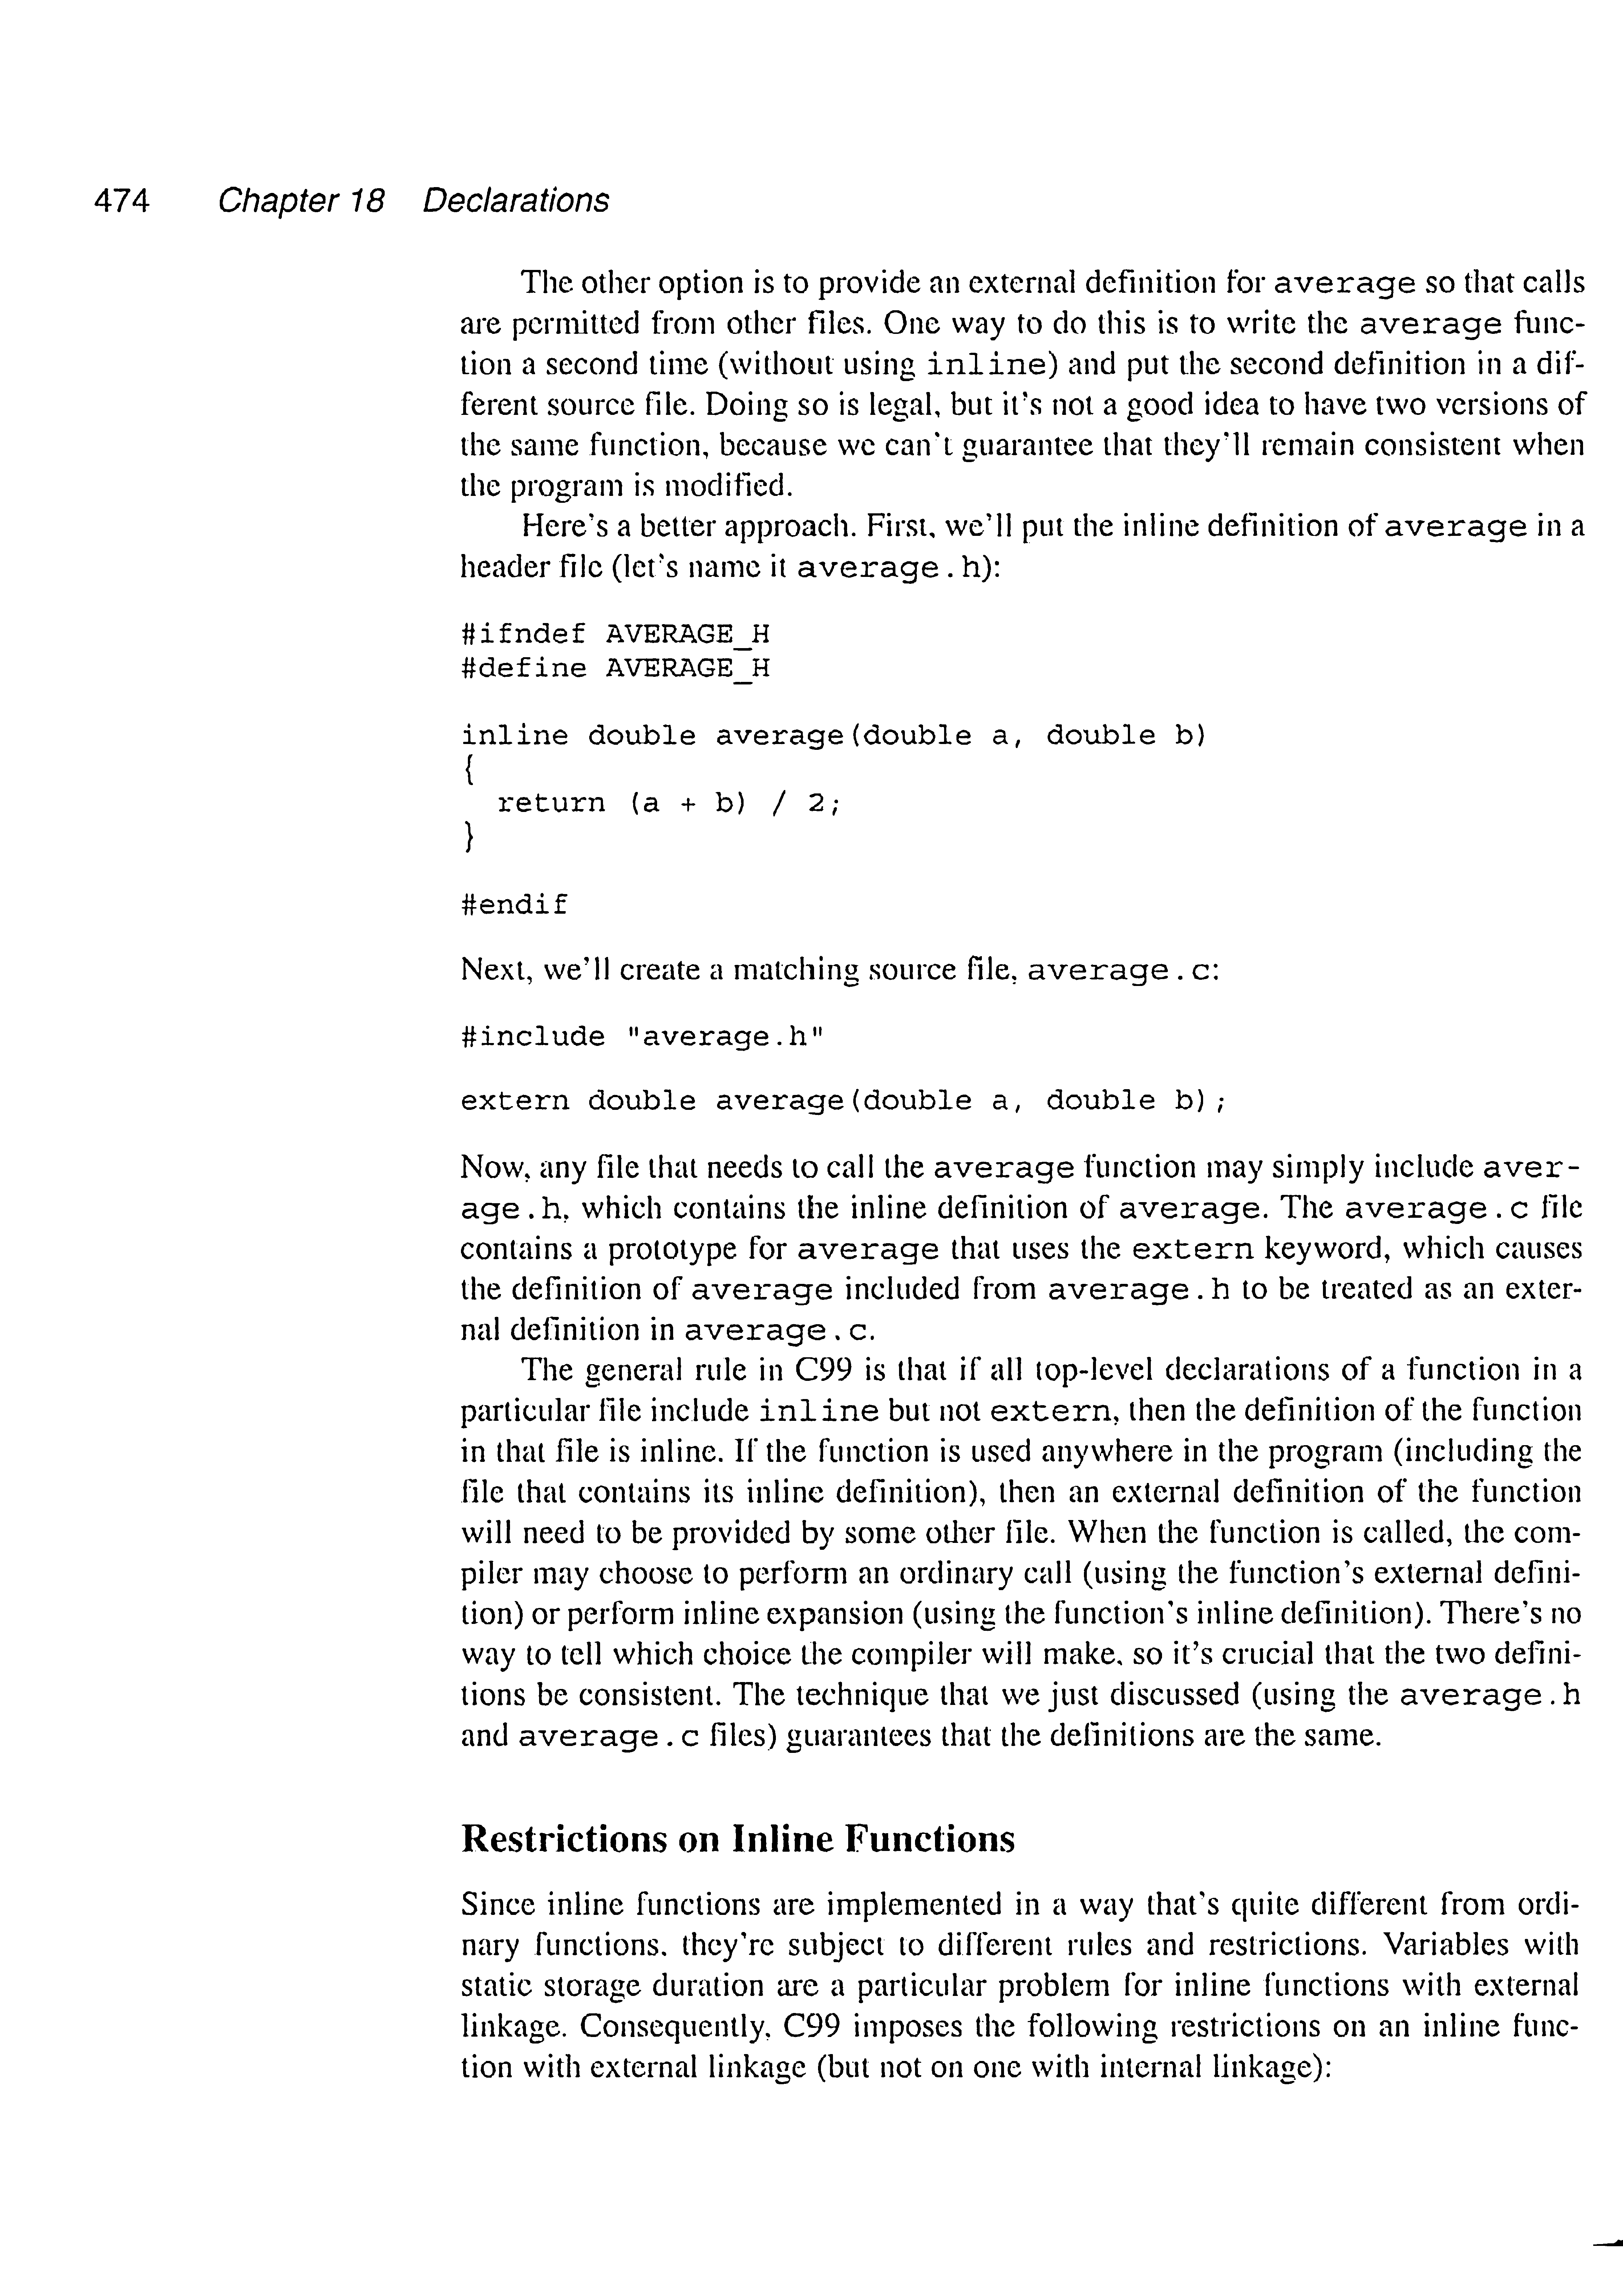 474 Chapter 18 Declarations
The other option is to provide an external definition for average so that calls
are permitted from other files. One way to do this is to write the average func-
tion a second time (without using inline) and put the second definition in a dif-
ferent source file. Doing so is legal, but it's not a good idea to have two versions of
the same function, because we can't guarantee that they'll remain consistent when
the program is modified.
Here's a better approach. First, we'll put the inline definition of average in a
header file (let's name it average.h):
#ifndef AVERAGE_H
#define AVERAGE_H
inline double average(double a, double b)
{
return (a + b) / 2;
}
#endif
Next, we'll create a matching source file, average.c:
#include "average.h"
extern double average(double a, double b);
Now, any file that needs to call the average function may simply include aver-
age.h, which contains the inline definition of average. The average.c file
contains a prototype for average that uses the extern keyword, which causes
the definition of average included from average.h to be treated as an exter-
nal definition in average.c.
The general rule in C99 is that if all top-level declarations of a function in a
particular file include inline but not extern, then the definition of the function
in that file is inline. If the function is used anywhere in the program (including the
file that contains its inline definition), then an external definition of the function
will need to be provided by some other file. When the function is called, the com-
piler may choose to perform an ordinary call (using the function's external defini-
tion) or perform inline expansion (using the function's inline definition). There's no
way to tell which choice the compiler will make, so it's crucial that the two defini-
tions be consistent. The technique that we just discussed (using the average.h
and average.c files) guarantees that the definitions are the same.
Restrictions on Inline Functions
Since inline functions are implemented in a way that's quite different from ordi-
nary functions, they're subject to different rules and restrictions. Variables with
static storage duration are a particular problem for inline functions with external
linkage. Consequently, C99 imposes the following restrictions on an inline func-
tion with external linkage (but not on one with internal linkage):